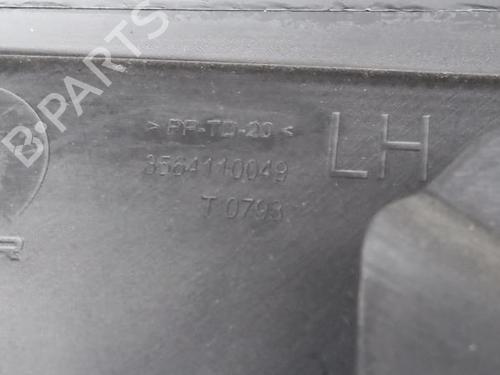 B-PARTS
> PP-TD-20 <
3564110049
LH
T 0793
R